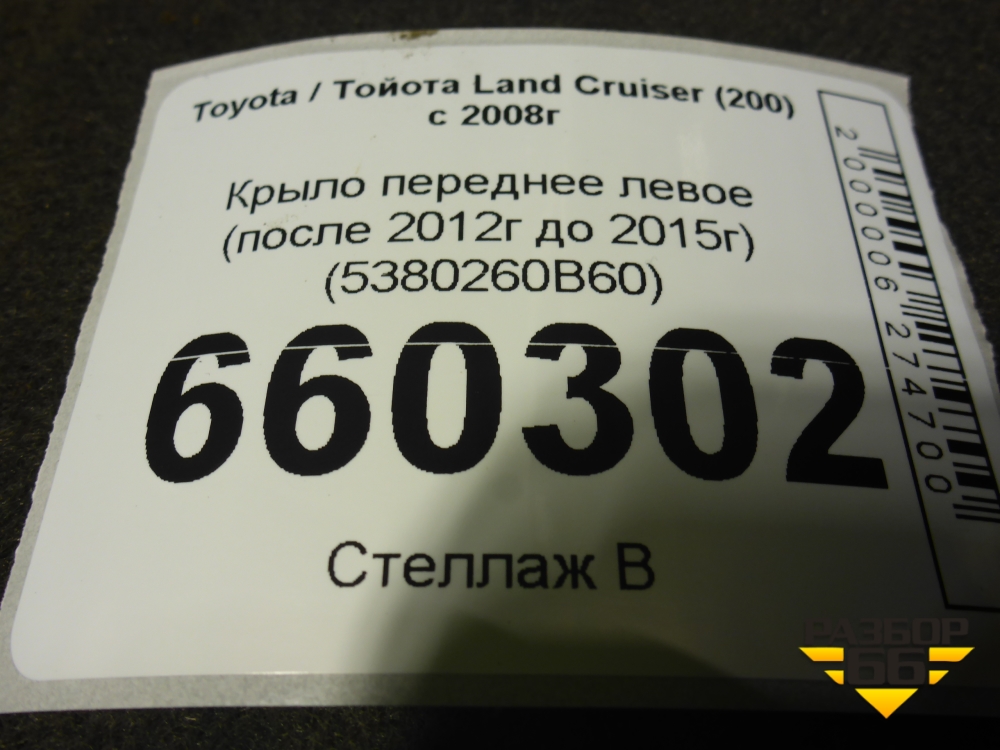 Toyota / Тойота Land Cruiser (200)
с 2008г
Крыло переднее левое
(после 2012г до 2015г)
(5380260B60)
660302
Стеллаж В
2000006274700
РАЗБОР
66